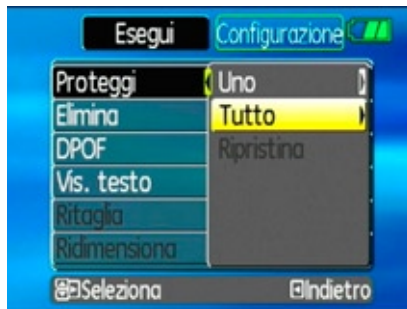 Esegui Configurazione
Proteggi Uno
Elimina Tutto
DPOF Ripristina
Vis. testo
Ritaglia
Ridimensiona
Seleziona Indietro